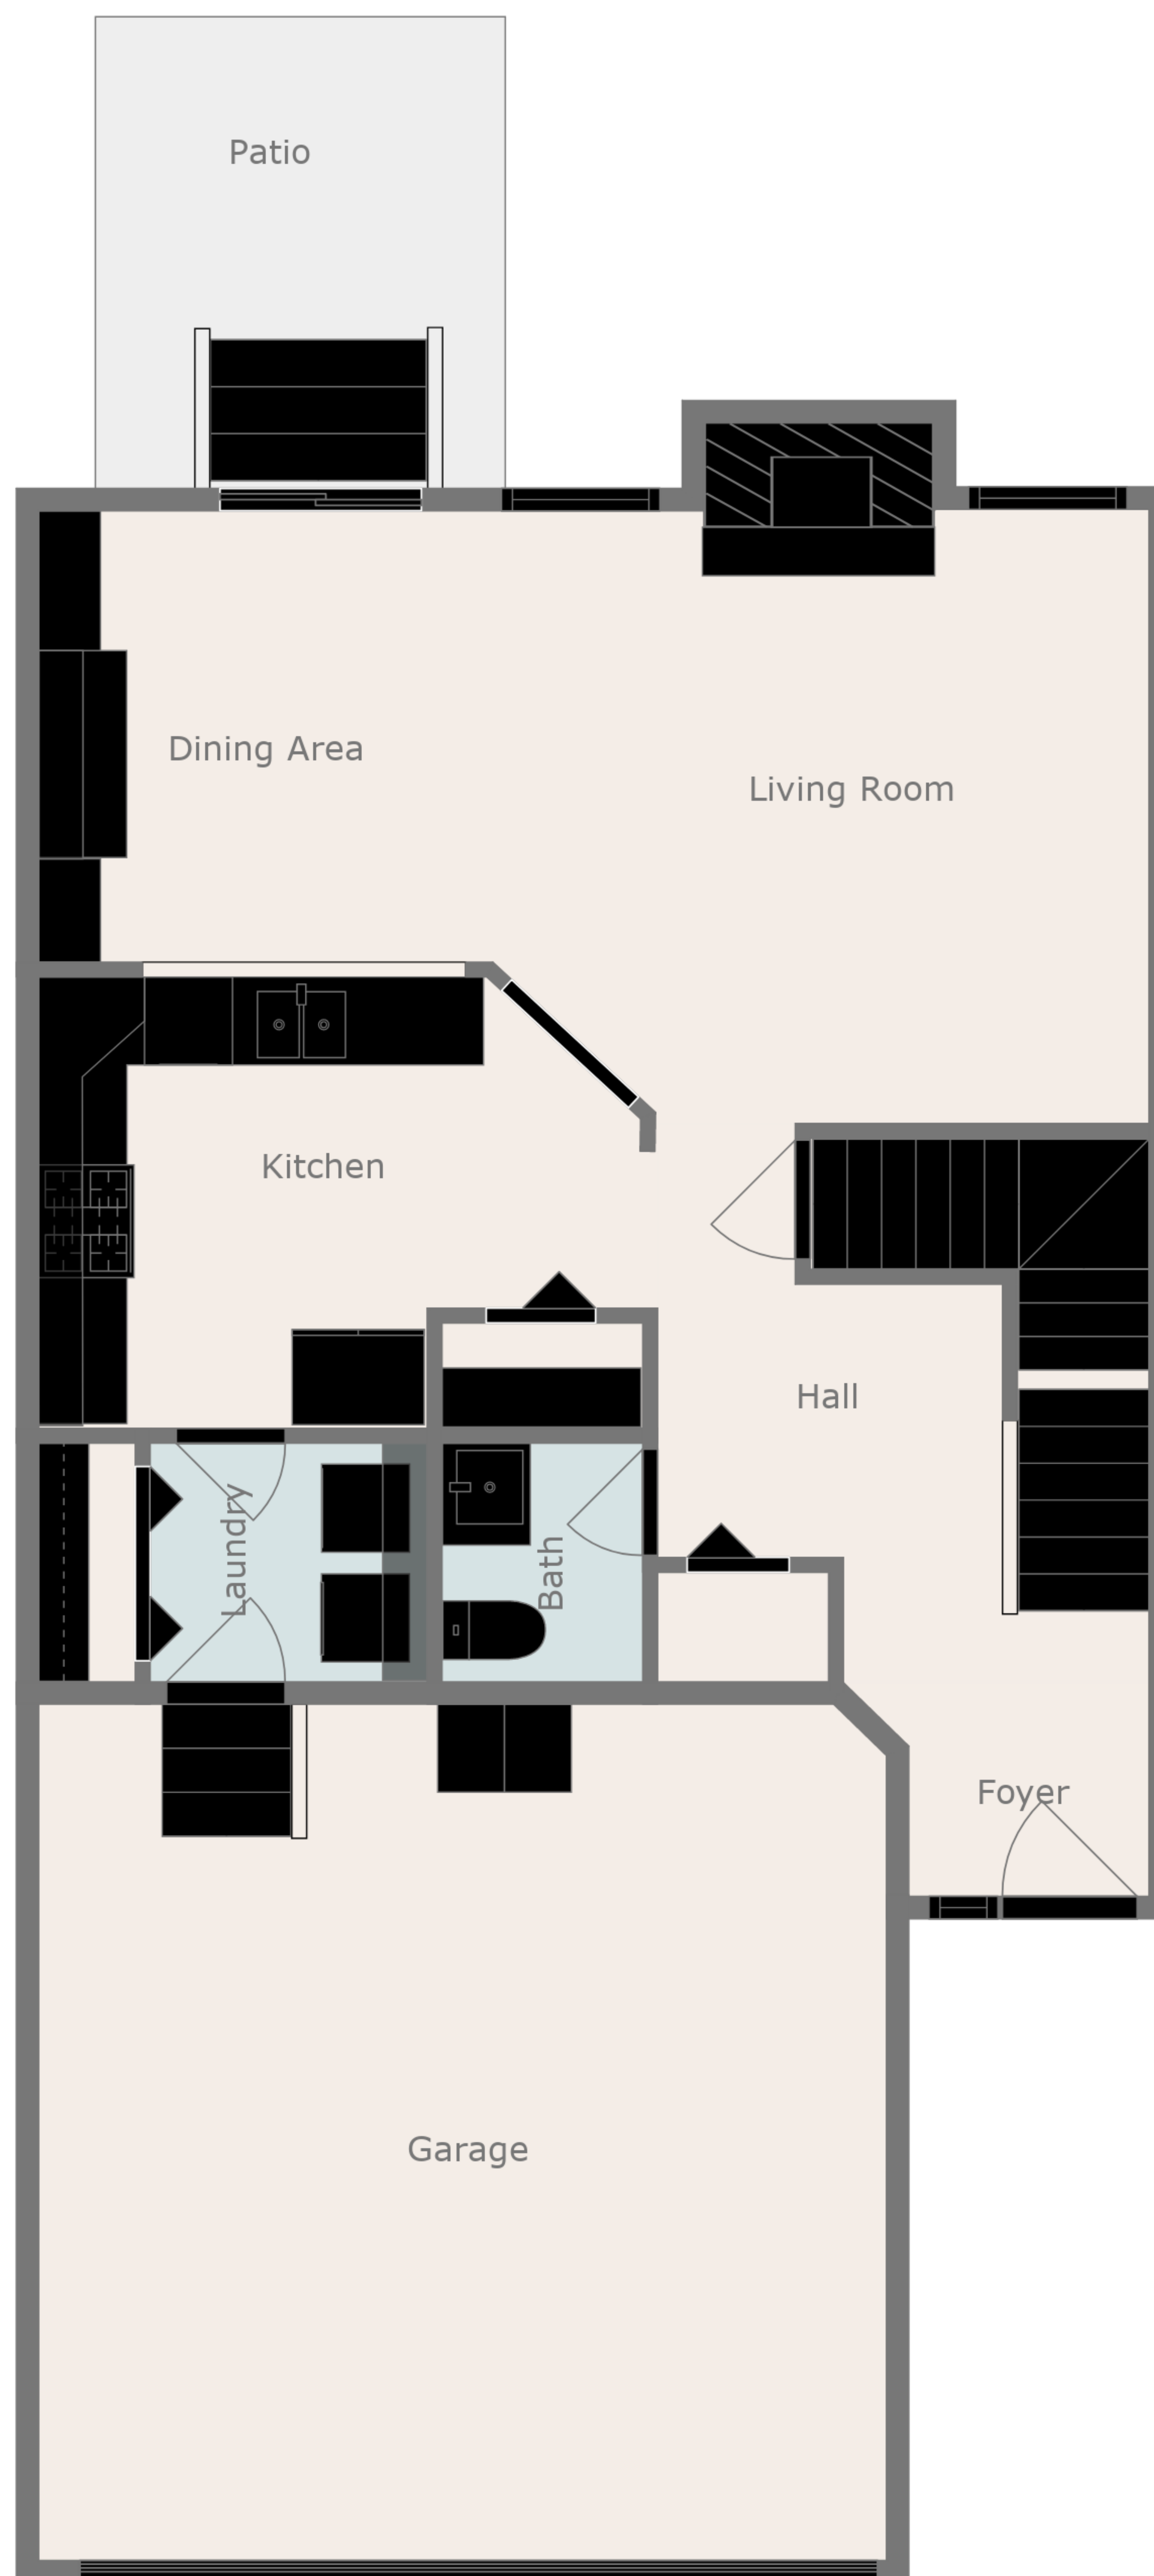 Patio
Dining Area
Living Room
Kitchen
Hall
Laundry
Bath
Foyer
Garage